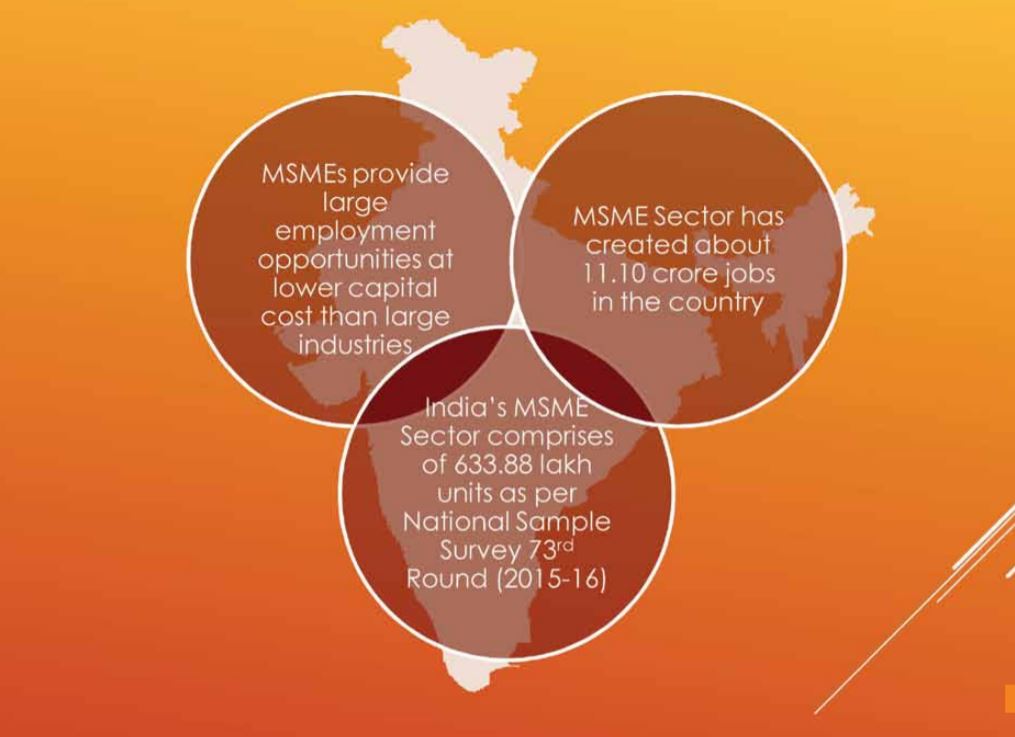 MSMEs provide
large
employment
opportunities at
lower capital
cost than large
industries
MSME Sector has
created about
11.10 crore jobs
in the country
India's MSME
Sector comprises
of 633.88 lakh
units as per
National Sample
Survey 73rd
Round (2015-16)